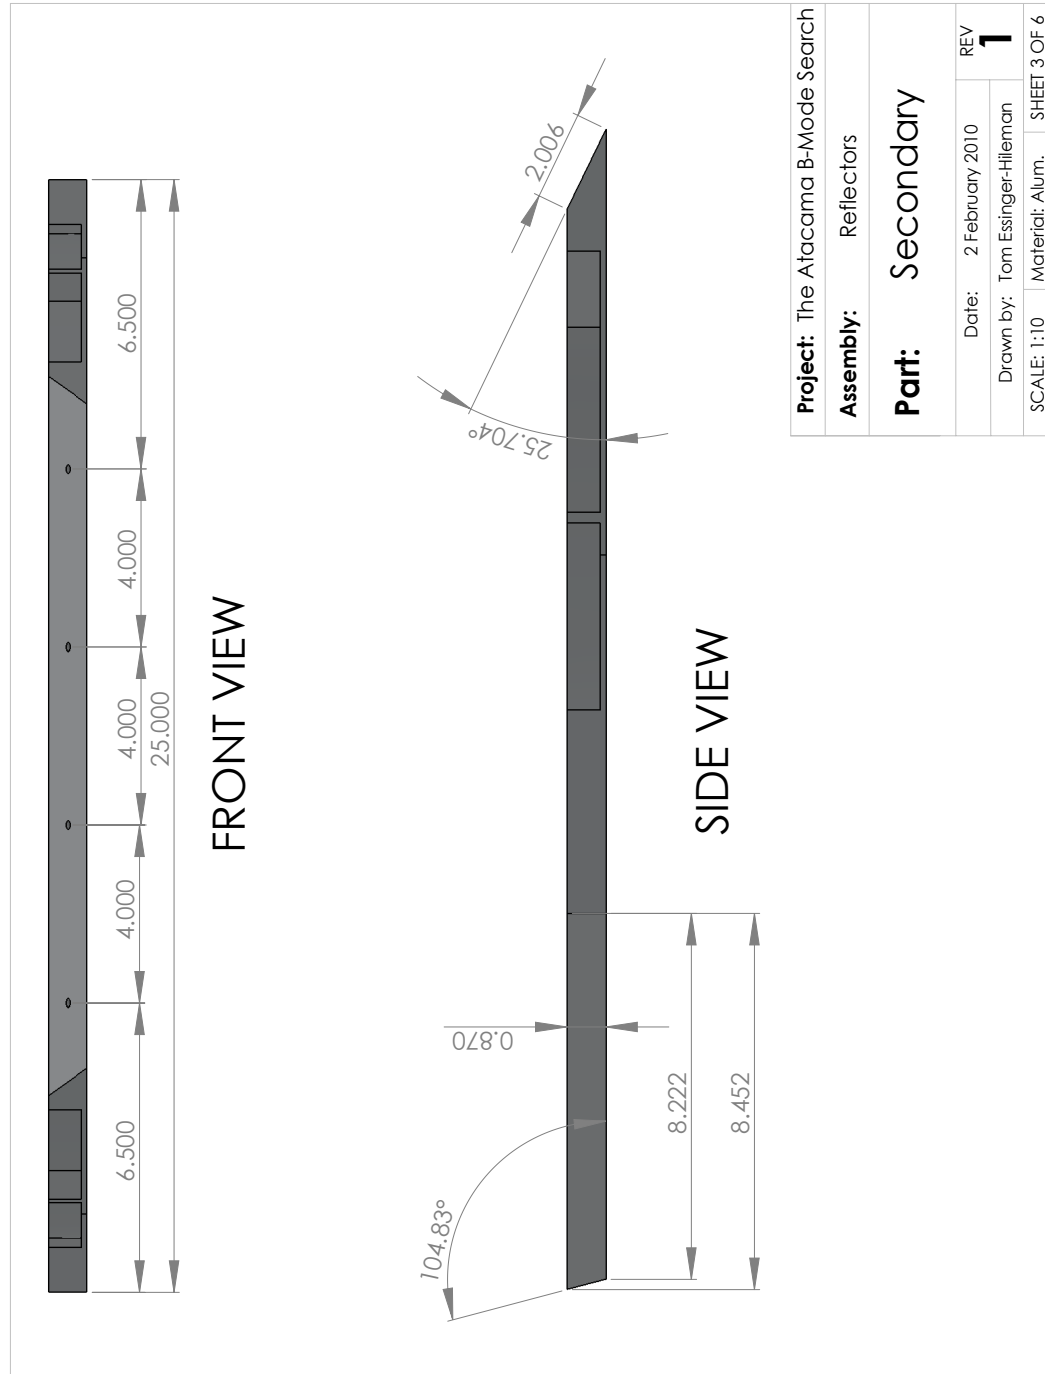 6.500
4.000
4.000
4.000
6.500
25.000
FRONT VIEW
104.83°
0.870
25.704°
2.006
8.222
8.452
SIDE VIEW
Project: The Atacama B-Mode Search
Assembly: Reflectors
Part: Secondary
Date: 2 February 2010
REV
1
Drawn by: Tom Essinger-Hileman
SCALE: 1:10 Material: Alum. SHEET 3 OF 6